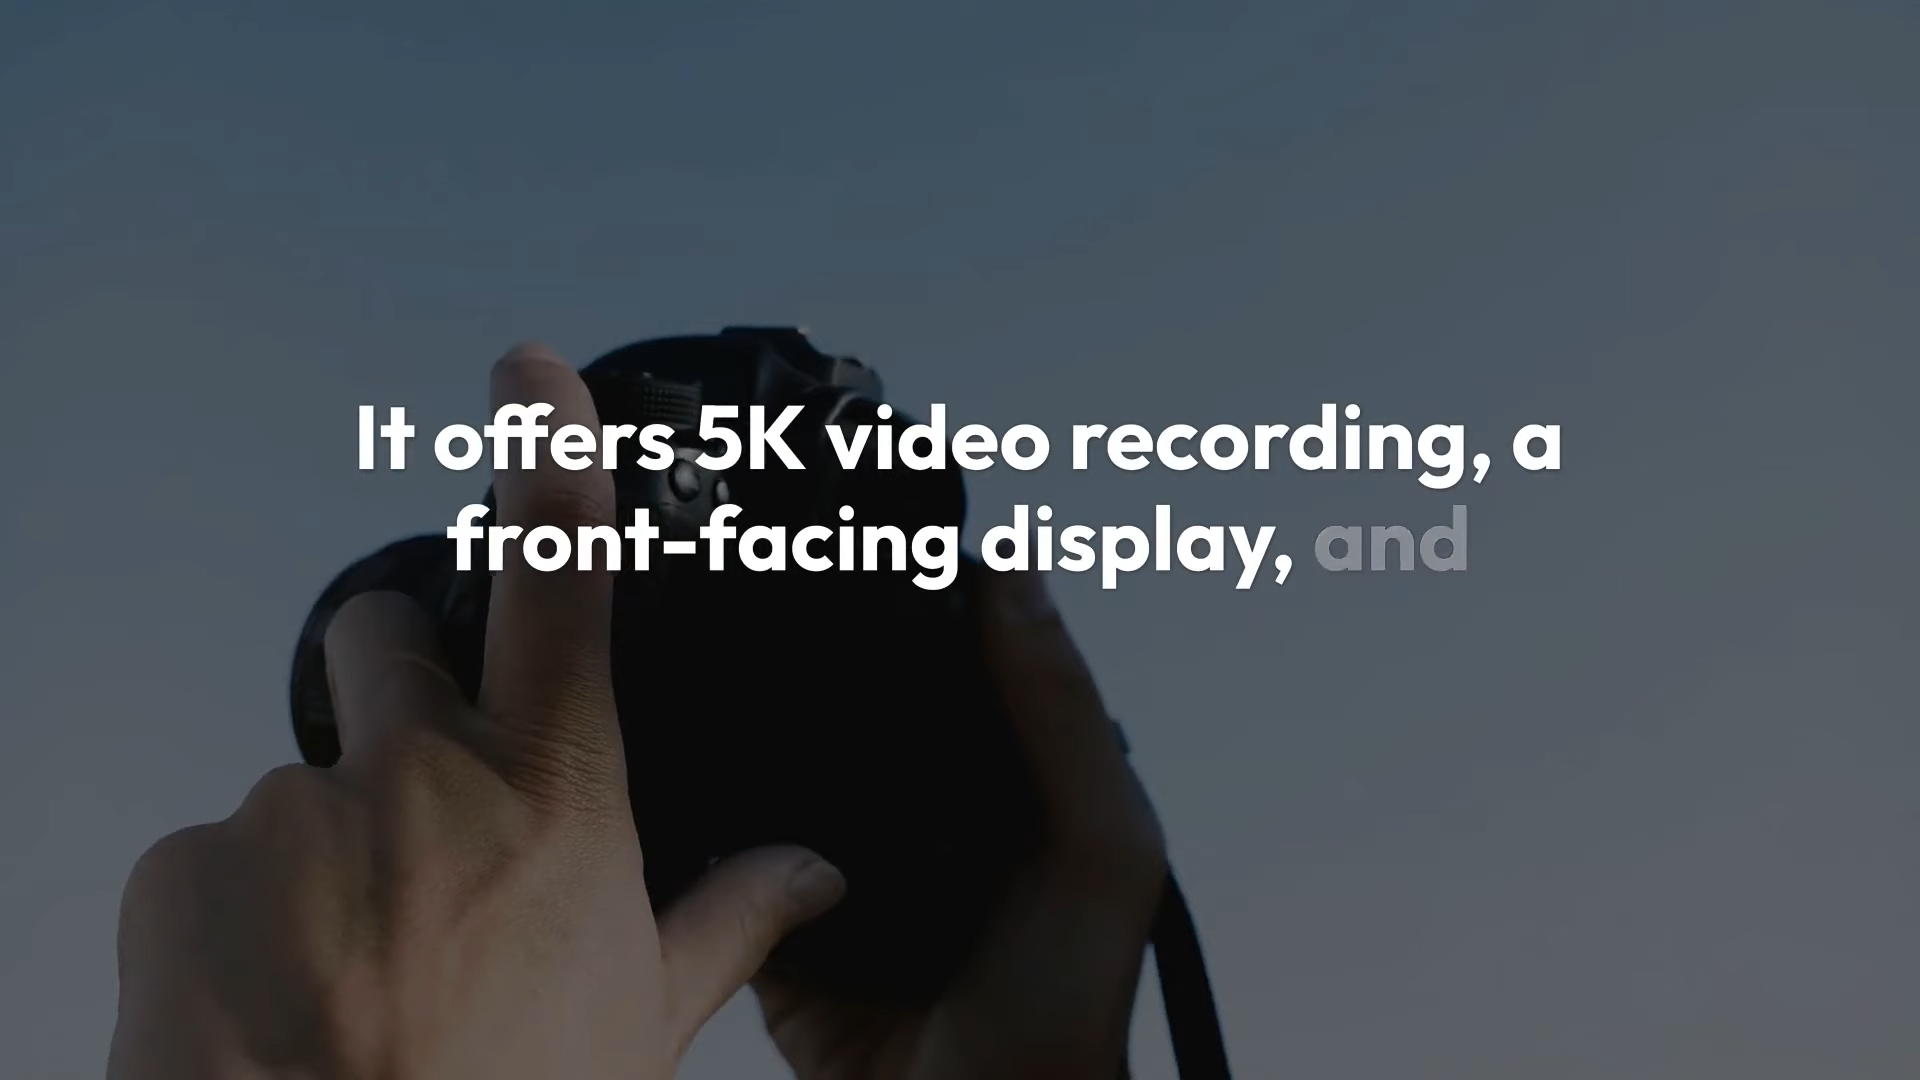 It offers 5K video recording, a
front-facing display, and